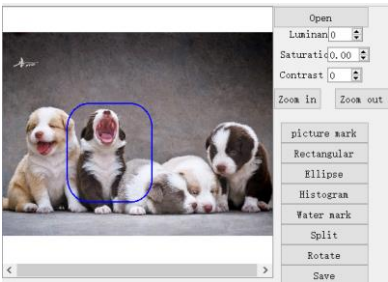 Open
Luminan 0
Saturatic 0.00
Contrast 0
Zoom in Zoom out
picture mark
Rectangular
Ellipse
Histogram
Water mark
Split
Rotate
Save